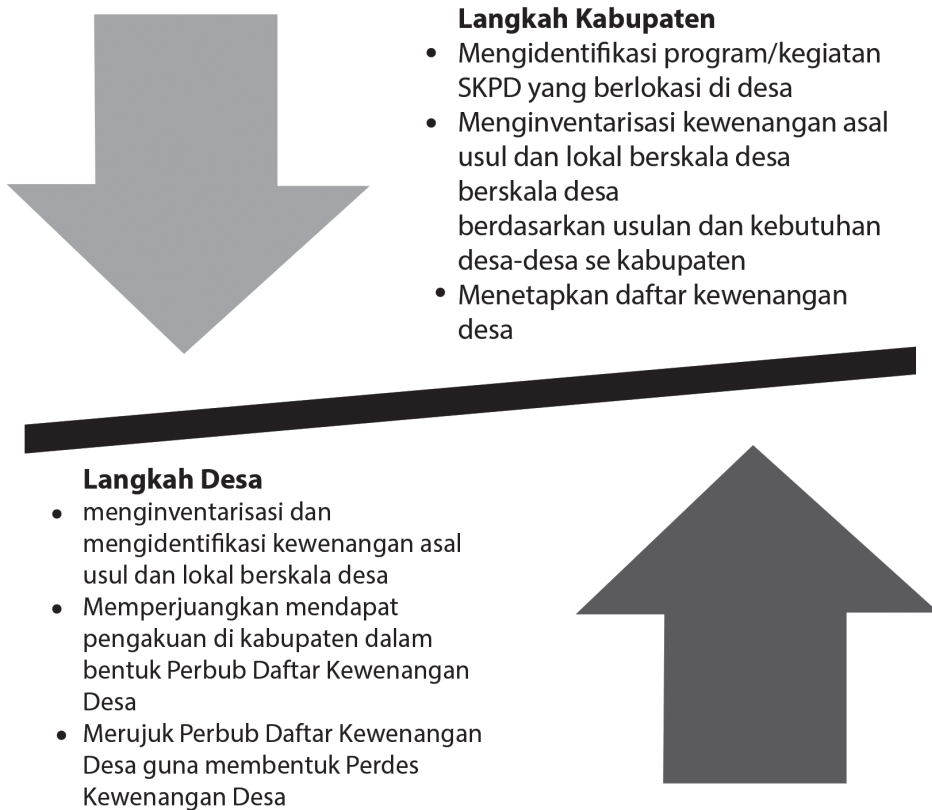 Langkah Kabupaten
• Mengidentifikasi program/kegiatan
SKPD yang berlokasi di desa
• Menginventarisasi kewenangan asal
usul dan lokal berskala desa
berskala desa
berdasarkan usulan dan kebutuhan
desa-desa se kabupaten
• Menetapkan daftar kewenangan
desa
Langkah Desa
• menginventarisasi dan
mengidentifikasi kewenangan asal
usul dan lokal berskala desa
• Memperjuangkan mendapat
pengakuan di kabupaten dalam
bentuk Perbub Daftar Kewenangan
Desa
• Merujuk Perbub Daftar Kewenangan
Desa guna membentuk Perdes
Kewenangan Desa